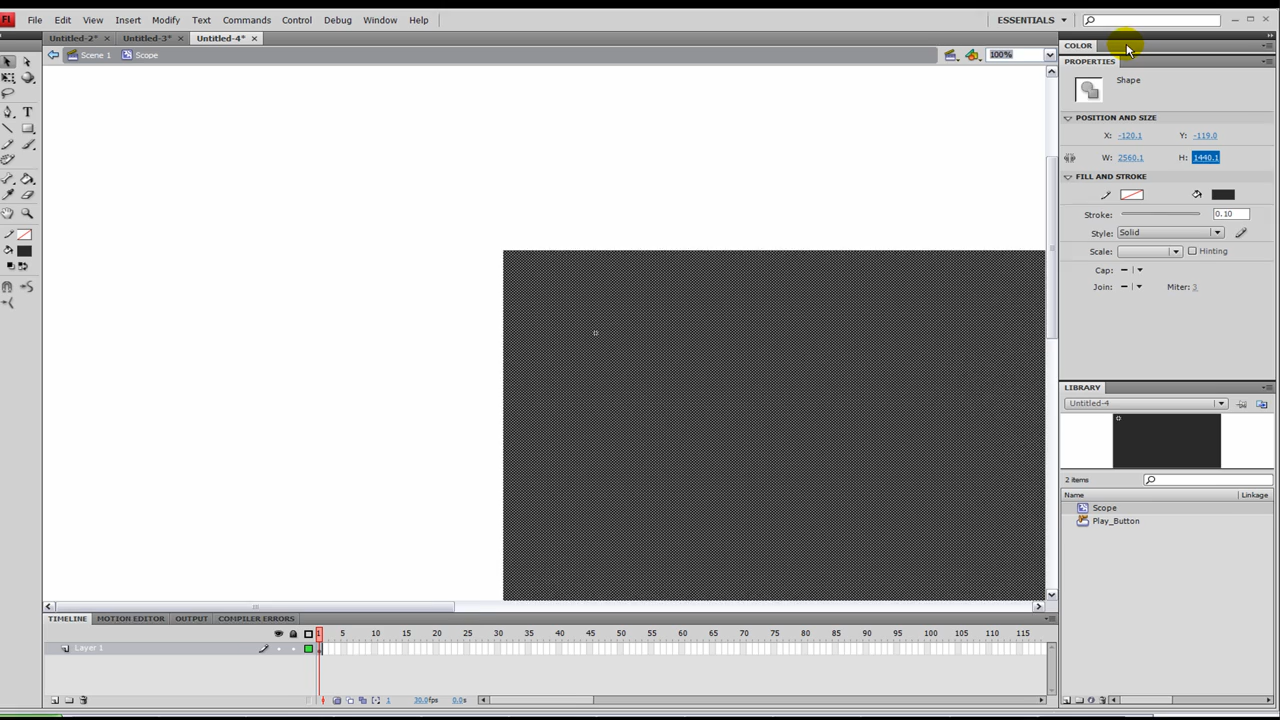 Fl File Edit View Insert Modify Text Commands Control Debug Window Help ESSENTIALS
Untitled-2* × Untitled-3* × Untitled-4* ×
Scene 1 Scope 100%
COLOR
PROPERTIES
Shape
POSITION AND SIZE
X: -120.1 Y: -119.0
W: 2560.1 H: 1440.1
FILL AND STROKE
Stroke: 0.10
Style: Solid
Scale: Hinting
Cap:
Join: Miter: 3
LIBRARY
Untitled-4
2 items
Name Linkage
Scope
Play_Button
TIMELINE MOTION EDITOR OUTPUT COMPILER ERRORS
1 5 10 15 20 25 30 35 40 45 50 55 60 65 70 75 80 85 90 95 100 105 110 115
Layer 1
1 30.0fps 0.0s